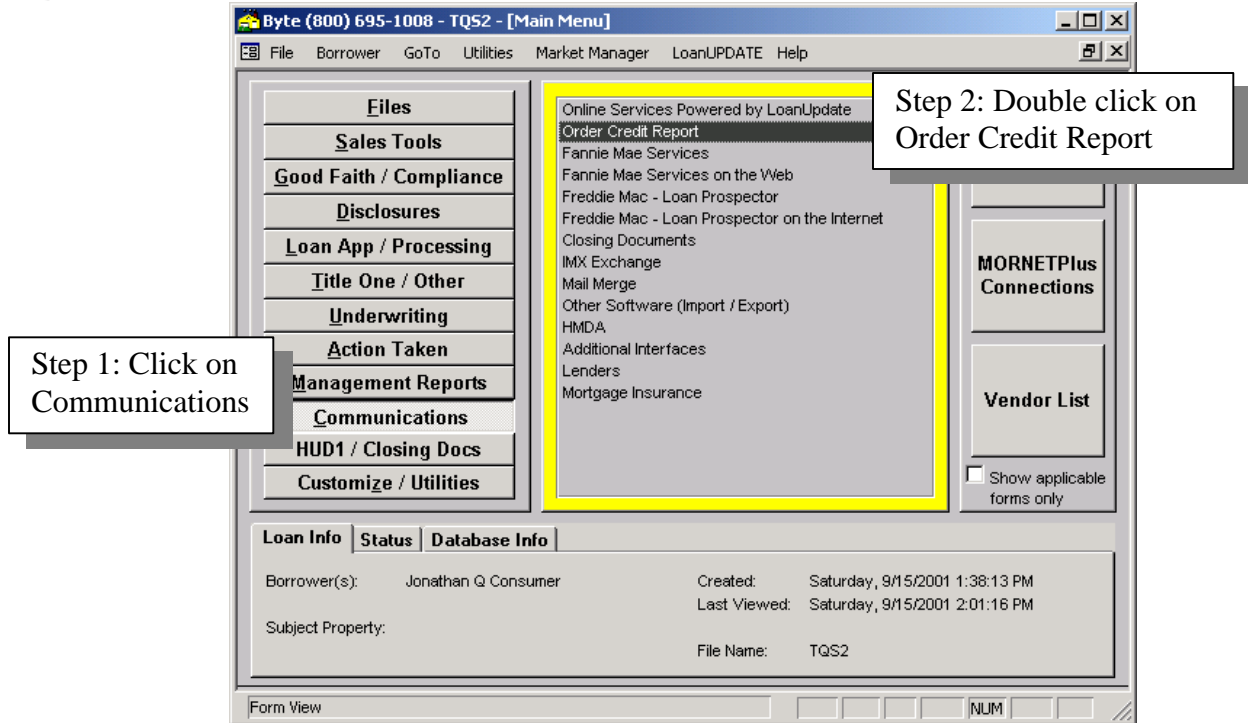 Byte (800) 695-1008 - TQS2 - [Main Menu]
File Borrower GoTo Utilities Market Manager LoanUPDATE Help
Files
Sales Tools
Good Faith / Compliance
Disclosures
Loan App / Processing
Title One / Other
Underwriting
Action Taken
Management Reports
Communications
HUD1 / Closing Docs
Customize / Utilities
Step 1: Click on
Communications
Online Services Powered by LoanUpdate
Order Credit Report
Fannie Mae Services
Fannie Mae Services on the Web
Freddie Mac - Loan Prospector
Freddie Mac - Loan Prospector on the Internet
Closing Documents
IMX Exchange
Mail Merge
Other Software (Import / Export)
HMDA
Additional Interfaces
Lenders
Mortgage Insurance
Step 2: Double click on
Order Credit Report
MORNETPlus
Connections
Vendor List
Show applicable
forms only
Loan Info Status Database Info
Borrower(s): Jonathan Q Consumer
Created: Saturday, 9/15/2001 1:38:13 PM
Last Viewed: Saturday, 9/15/2001 2:01:16 PM
Subject Property:
File Name: TQS2
Form View NUM